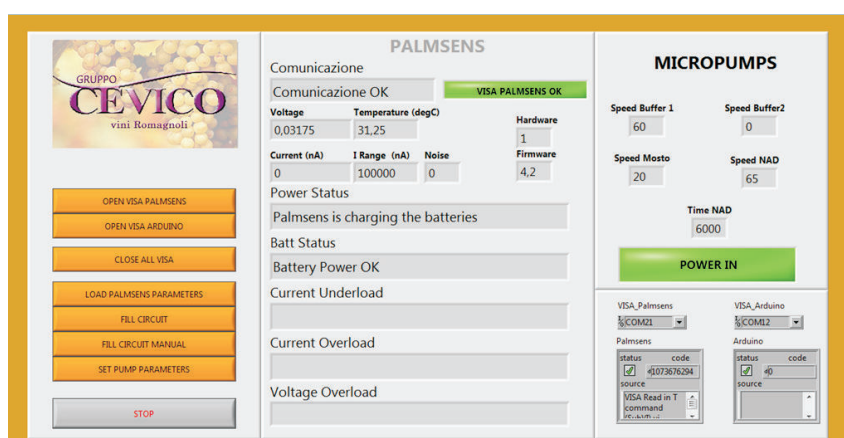 GRUPPO
CEVICO
vini Romagnoli
OPEN VISA PALMSENS
OPEN VISA ARDUINO
CLOSE ALL VISA
LOAD PALMSENS PARAMETERS
FILL CIRCUIT
FILL CIRCUIT MANUAL
SET PUMP PARAMETERS
STOP
PALMSENS
Comunicazione
Comunicazione OK VISA PALMSENS OK
Voltage Temperature (degC)
0,03175 31,25
Hardware
1
Current (nA) I Range (nA) Noise Firmware
0 100000 0 4,2
Power Status
Palmsens is charging the batteries
Batt Status
Battery Power OK
Current Underload
Current Overload
Voltage Overload
MICROPUMPS
Speed Buffer 1 Speed Buffer2
60 0
Speed Mosto Speed NAD
20 65
Time NAD
6000
POWER IN
VISA_Palmsens VISA_Arduino
COM21 COM12
Palmsens Arduino
status code status code
1073676294 0
source source
VISA Read in T
command